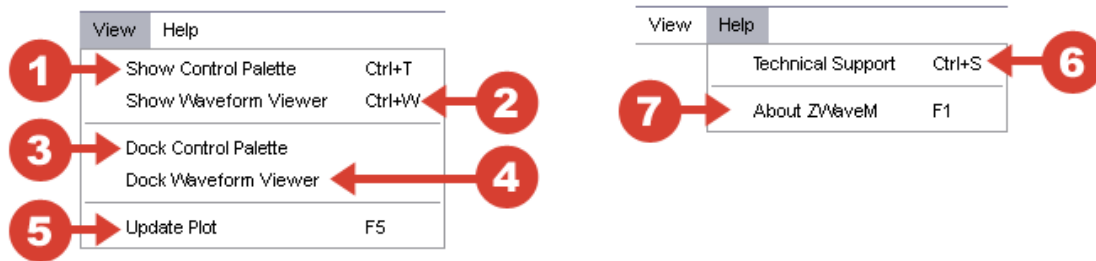 View Help
1 Show Control Palette Ctrl+T
Show Waveform Viewer Ctrl+W 2
3 Dock Control Palette
Dock Waveform Viewer 4
5 Update Plot F5
View Help
Technical Support Ctrl+S 6
7 About ZWaveM F1